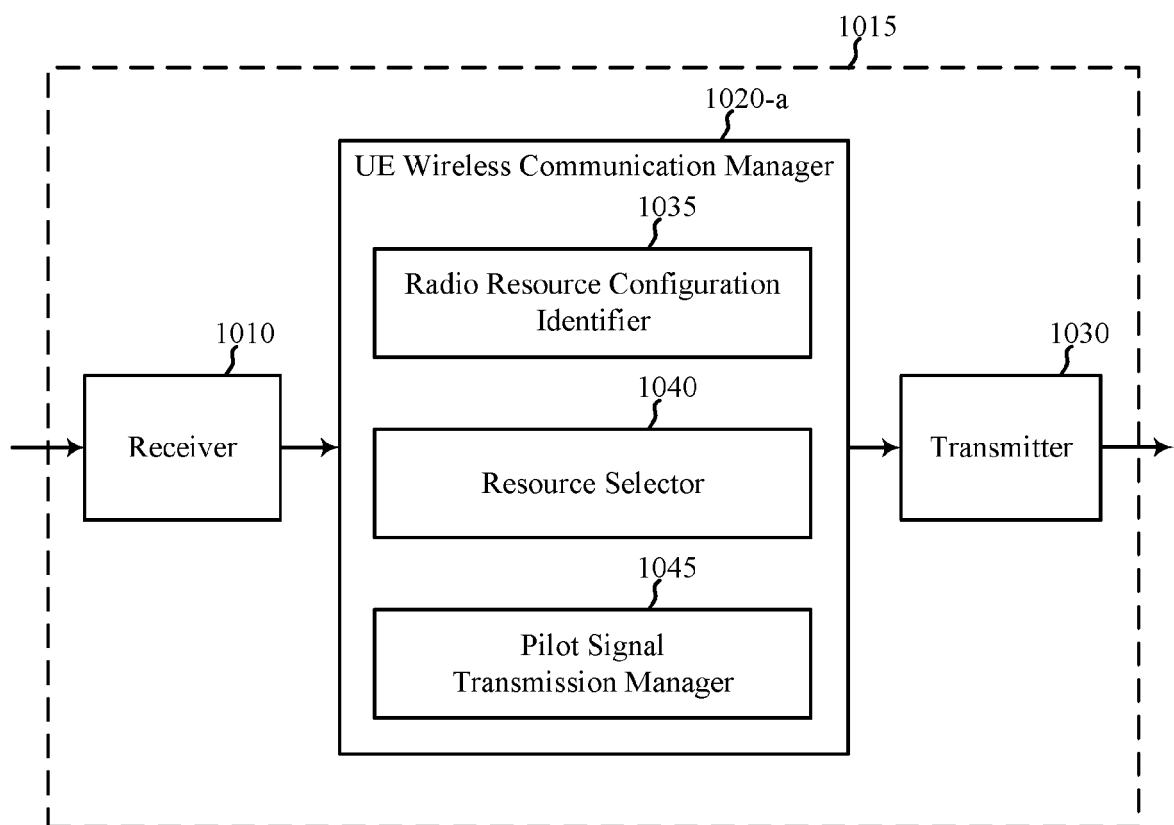 1015
1020-a
UE Wireless Communication Manager
1035
Radio Resource Configuration
Identifier
1010
Receiver
1030
Transmitter
1040
Resource Selector
1045
Pilot Signal
Transmission Manager